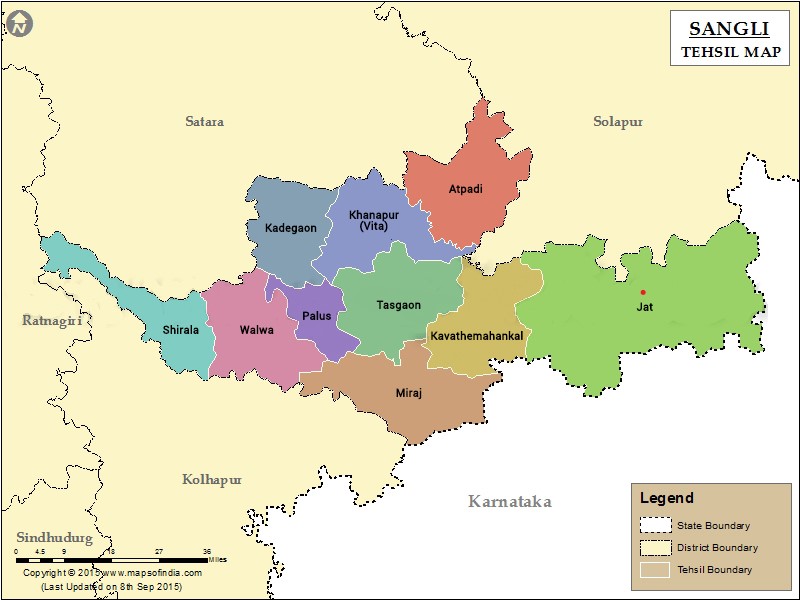 N
SANGLI
TEHSIL MAP
Satara
Solapur
Atpadi
Khanapur
(Vita)
Kadegaon
Tasgaon
Jat
Ratnagiri
Shirala
Walwa
Palus
Kavathemahankal
Miraj
Kolhapur
Karnataka
Sindhudurg
0 4.5 9 18 27 36
Miles
Copyright © 2015 www.mapsofindia.com
(Last Updated on 8th Sep 2015)
Legend
State Boundary
District Boundary
Tehsil Boundary